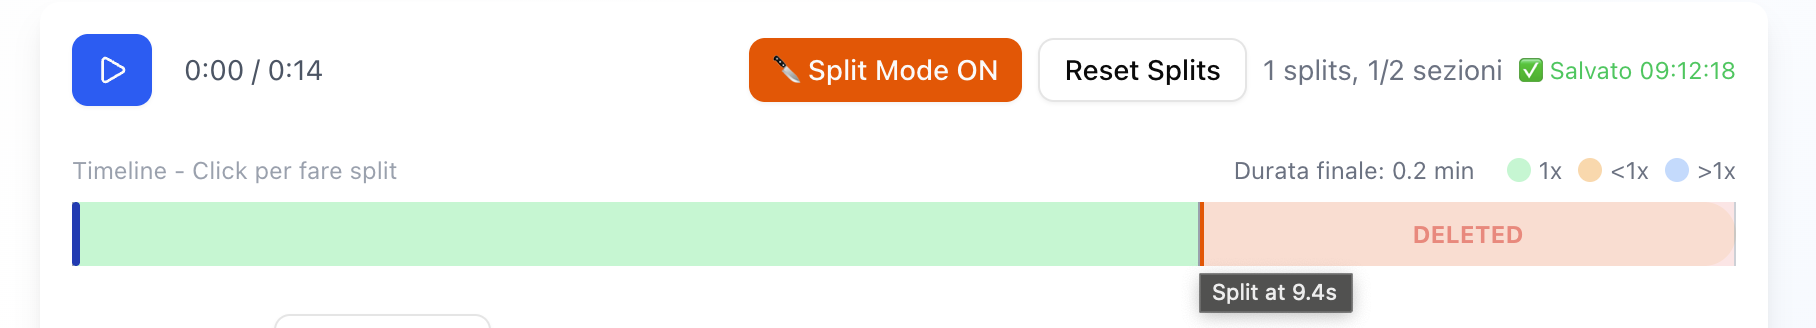 0:00 / 0:14
🔪 Split Mode ON
Reset Splits
1 splits, 1/2 sezioni
✅ Salvato 09:12:18
Timeline - Click per fare split
Durata finale: 0.2 min
1x
<1x
>1x
DELETED
Split at 9.4s